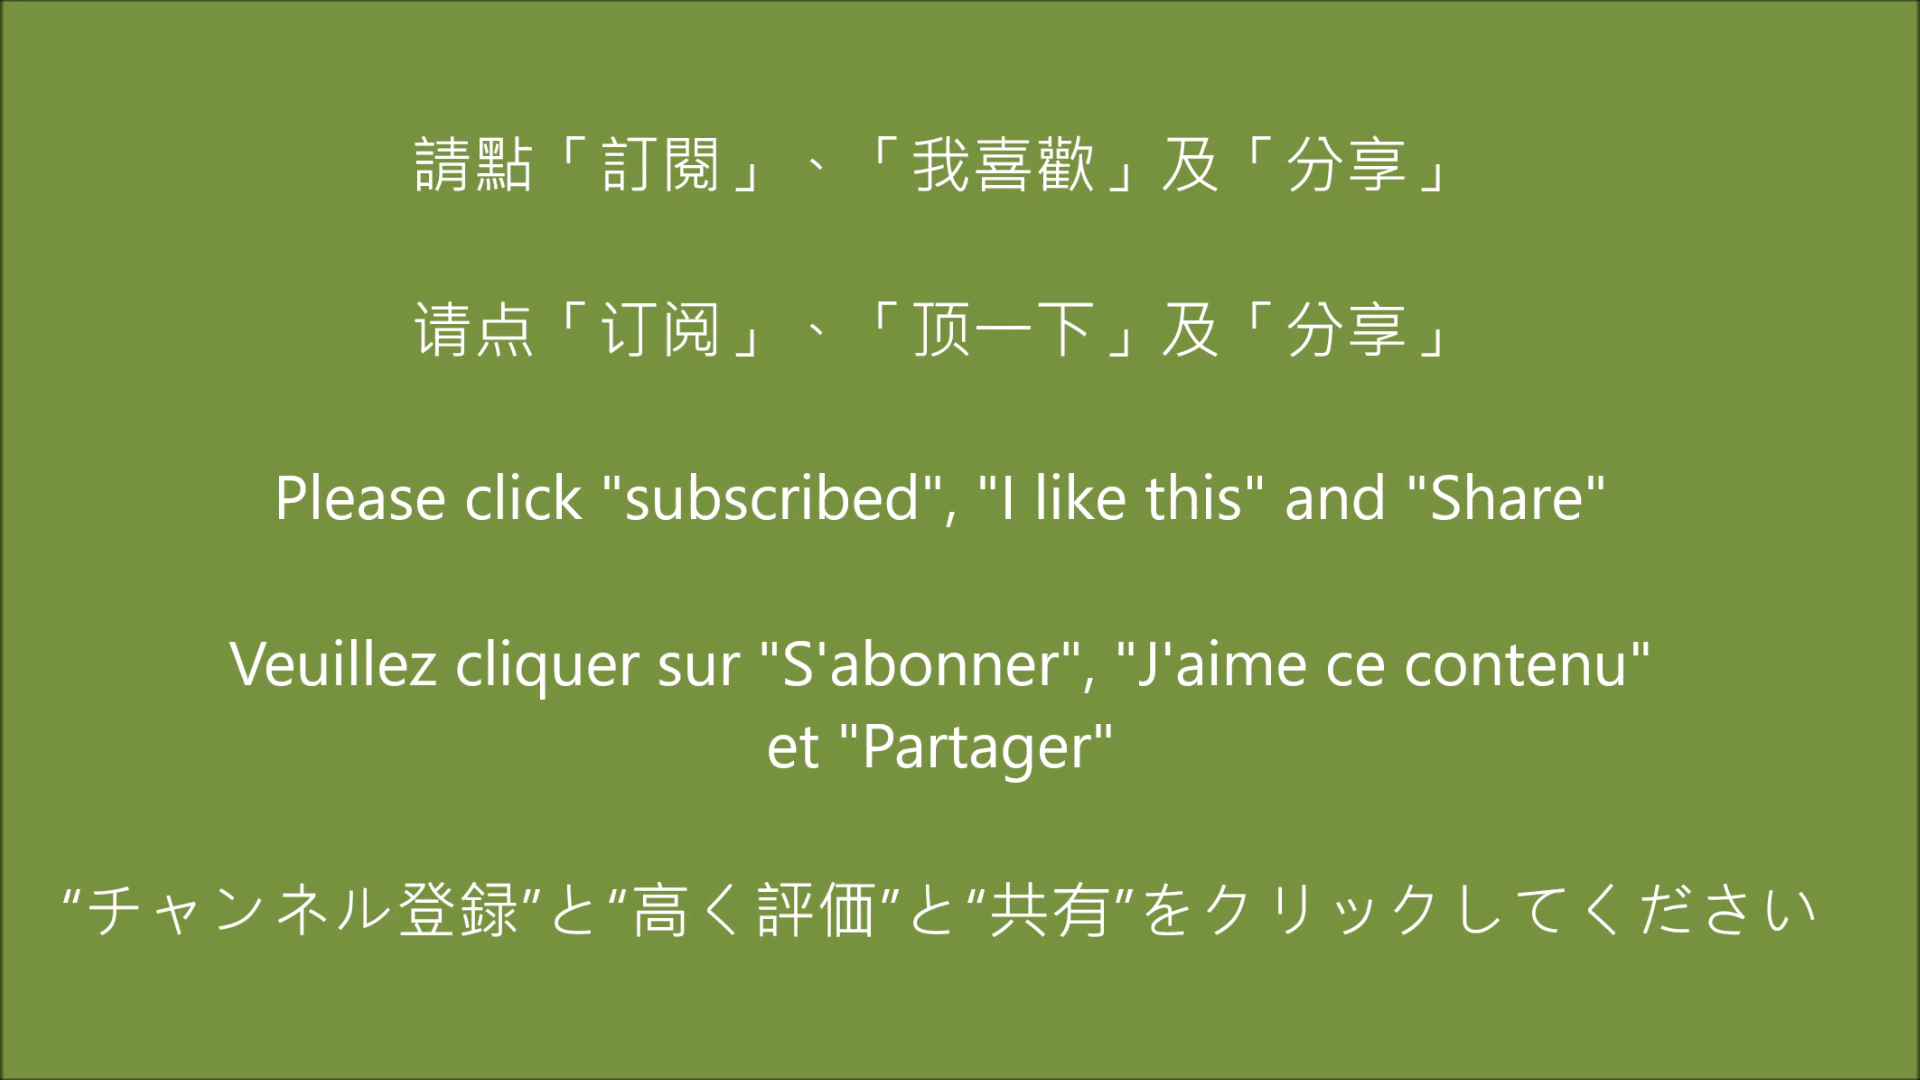 請點「訂閱」、「我喜歡」及「分享」
请点「订阅」、「顶一下」及「分享」
Please click "subscribed", "I like this" and "Share"
Veuillez cliquer sur "S'abonner", "J'aime ce contenu"
et "Partager"
“チャンネル登録”と“高く評価”と“共有”をクリックしてください